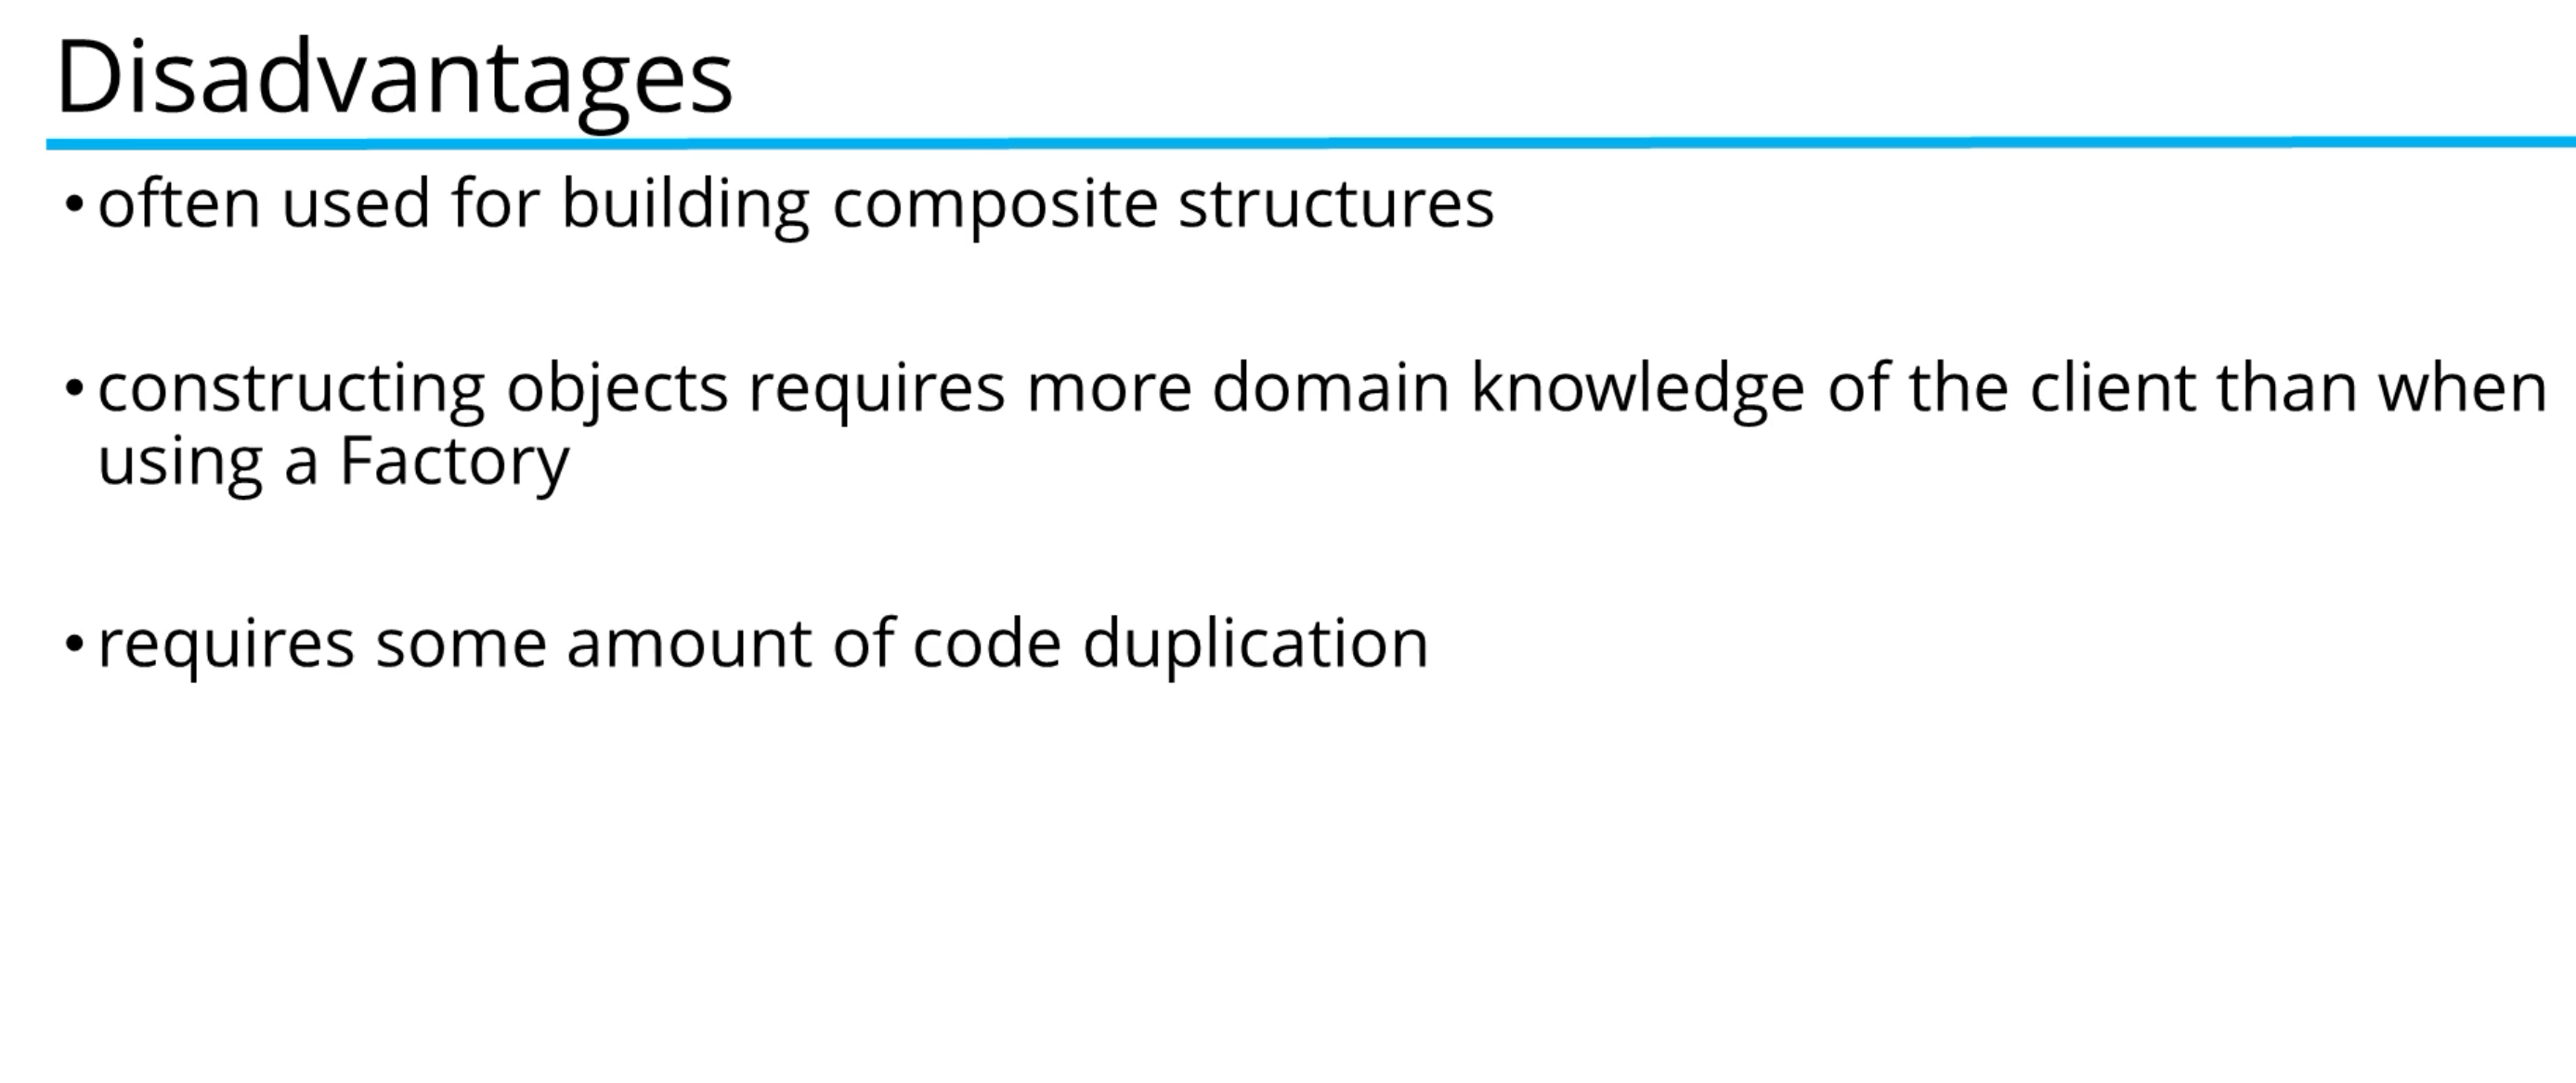 Disadvantages
• often used for building composite structures
• constructing objects requires more domain knowledge of the client than when
using a Factory
• requires some amount of code duplication